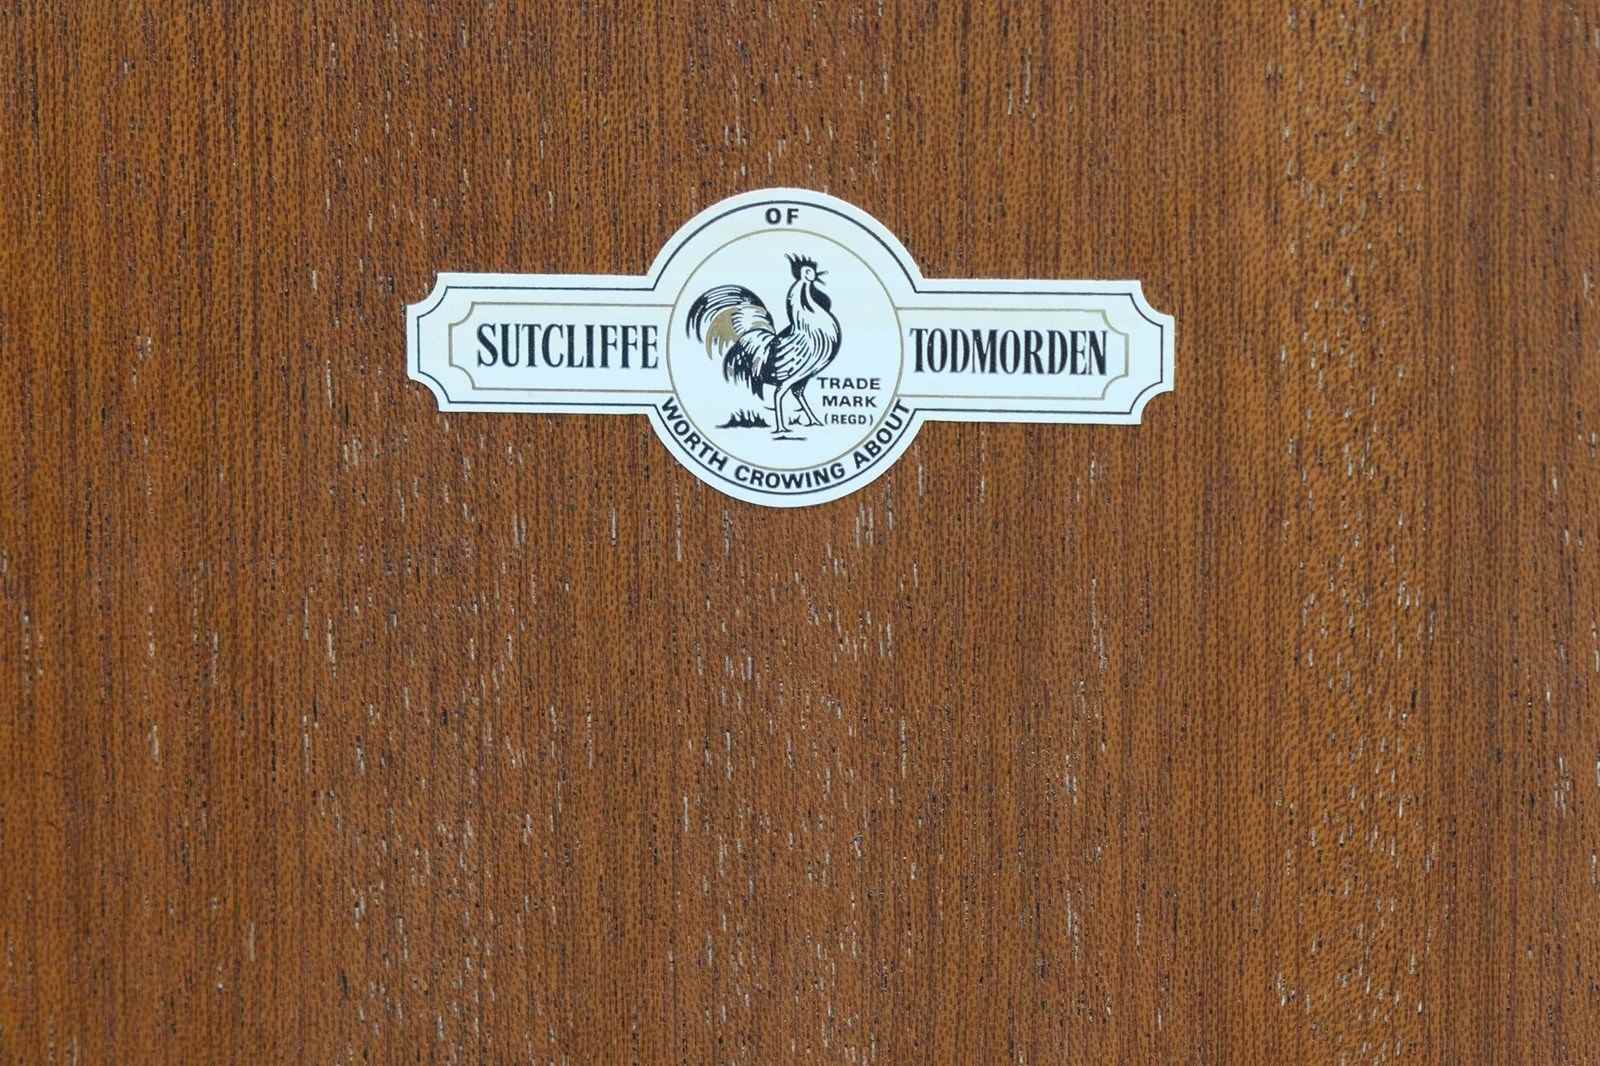 OF
SUTCLIFFE TODMORDEN
TRADE
MARK
(REGD)
WORTH CROWING ABOUT